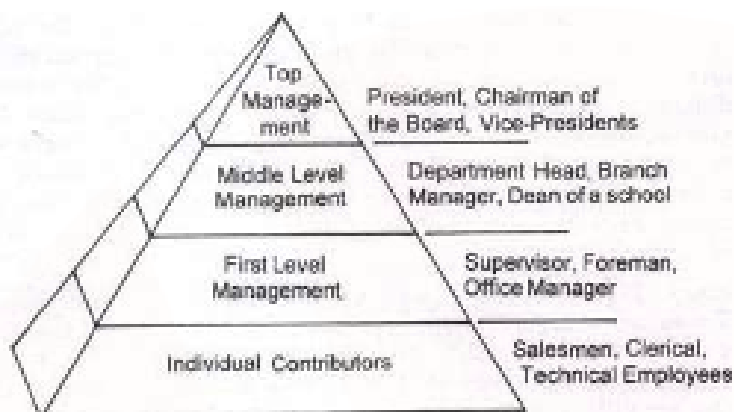 Top
Manage-
ment
President, Chairman of
the Board, Vice-Presidents
Middle Level
Management
Department Head, Branch
Manager, Dean of a school
First Level
Management,
Supervisor, Foreman,
Office Manager
Individual Contributors
Salesmen, Clerical,
Technical Employees